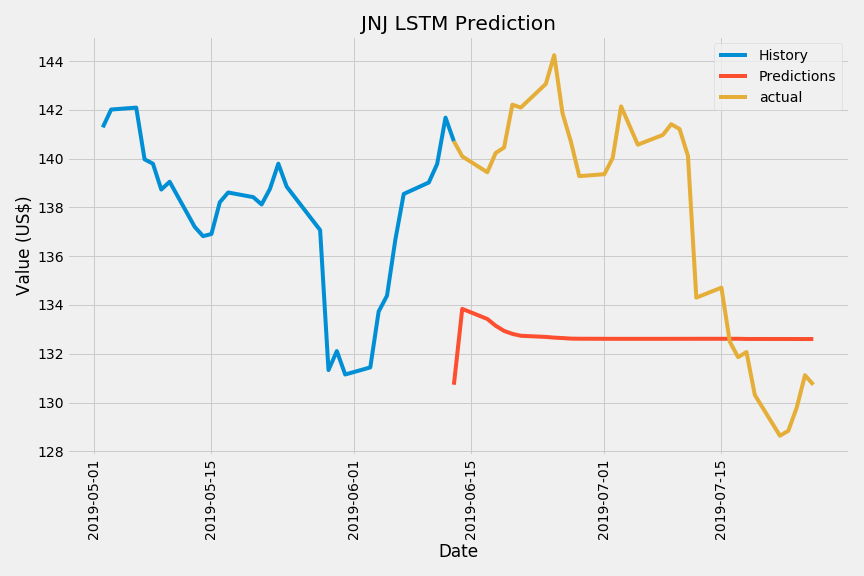 JNJ LSTM Prediction
History
Predictions
actual
Value (US$)
144
142
140
138
136
134
132
130
128
2019-05-01
2019-05-15
2019-06-01
2019-06-15
2019-07-01
2019-07-15
Date